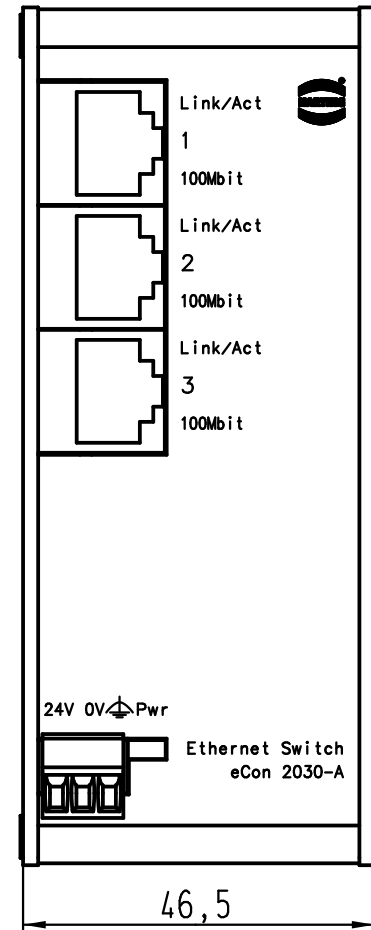 Link/Act
HARTING
1
100Mbit
Link/Act
2
100Mbit
Link/Act
3
100Mbit
24V 0V Pwr
Ethernet Switch
eCon 2030-A
46,5